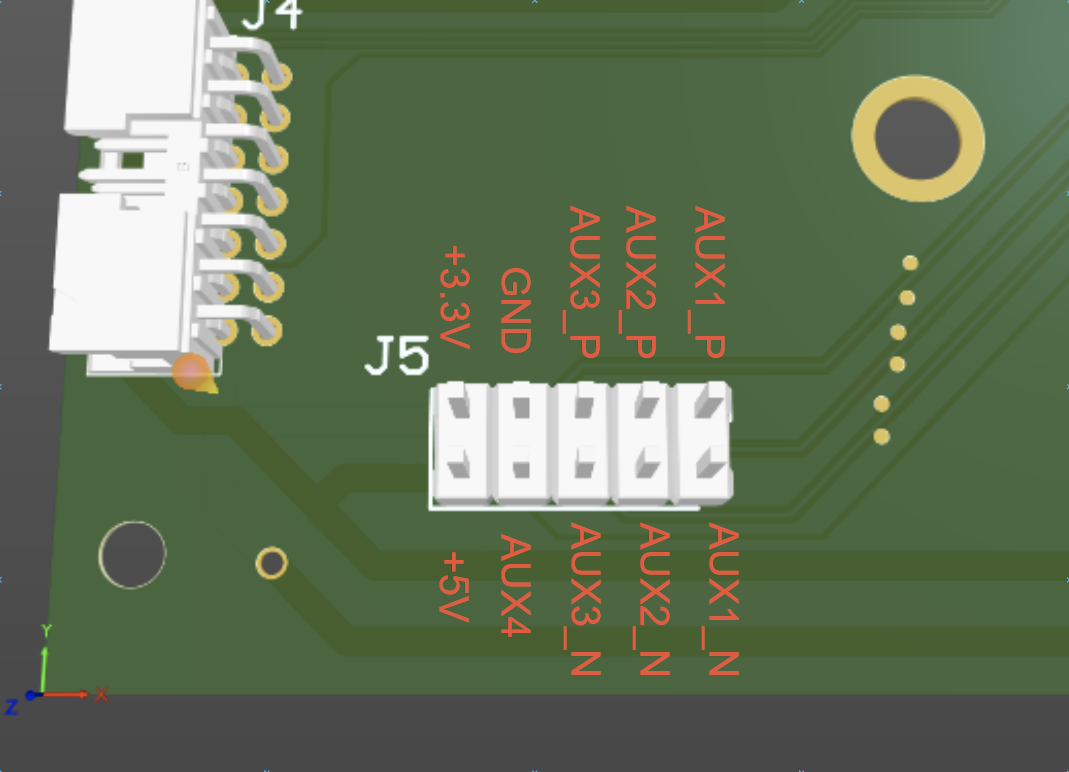 J4
+3.3V
GND
AUX3_P
AUX2_P
AUX1_P
J5
+5V
AUX4
AUX3_N
AUX2_N
AUX1_N
Y
Z
X